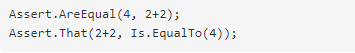 Assert.AreEqual(4, 2+2);
Assert.That(2+2, Is.EqualTo(4));